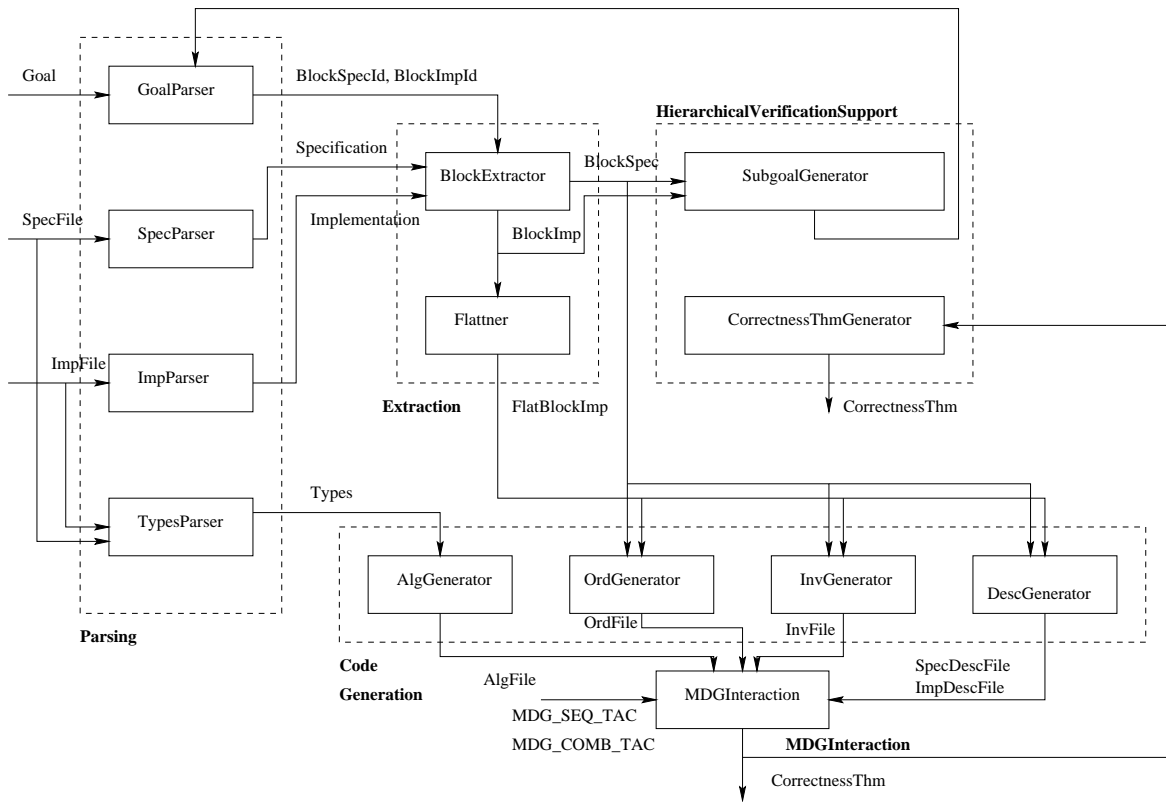 Goal
GoalParser
BlockSpecId, BlockImpId
HierarchicalVerificationSupport
Specification
BlockExtractor
BlockSpec
SubgoalGenerator
SpecFile
SpecParser
Implementation
BlockImp
Flattner
CorrectnessThmGenerator
ImpFile
ImpParser
Extraction
FlatBlockImp
CorrectnessThm
Types
TypesParser
AlgGenerator
OrdGenerator
InvGenerator
DescGenerator
Parsing
OrdFile
InvFile
Code
Generation
SpecDescFile
ImpDescFile
AlgFile
MDGInteraction
MDG_SEQ_TAC
MDG_COMB_TAC
MDGInteraction
CorrectnessThm